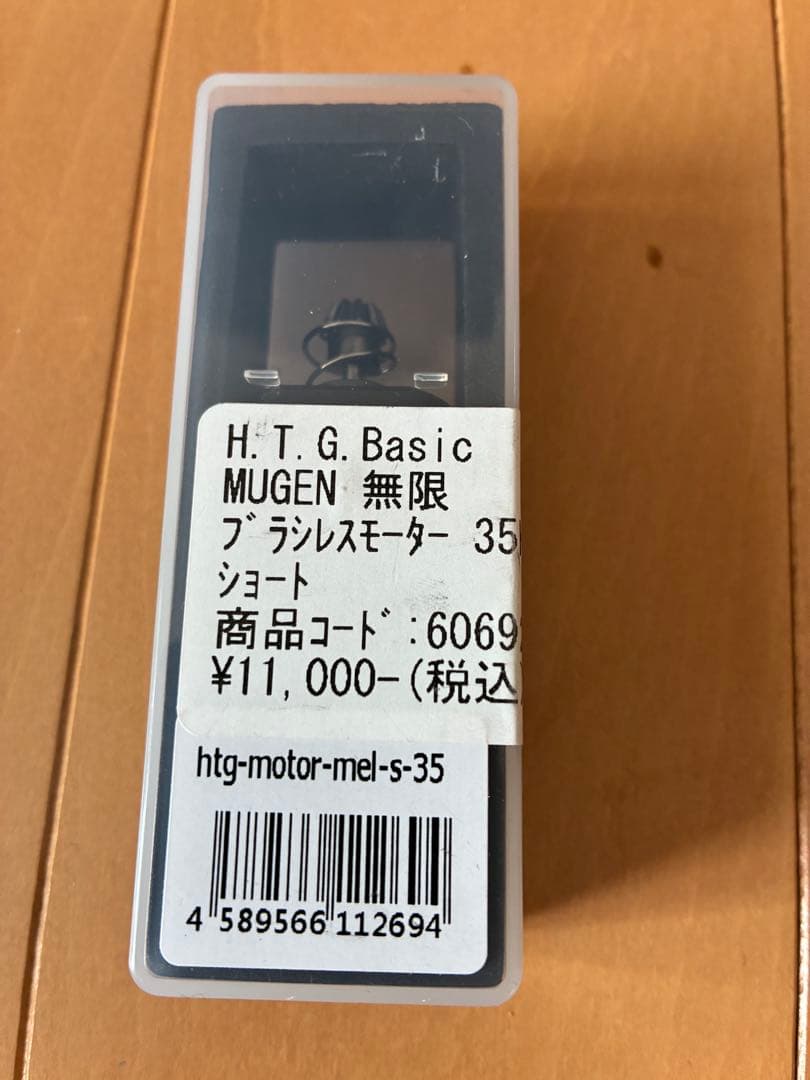 H.T.G.Basic
MUGEN 無限
ﾌﾞﾗｼﾚｽﾓｰﾀｰ 35
ｼｮｰﾄ
商品ｺｰﾄﾞ:6069
¥11,000-(税込)
htg-motor-mel-s-35
4 589566 112694